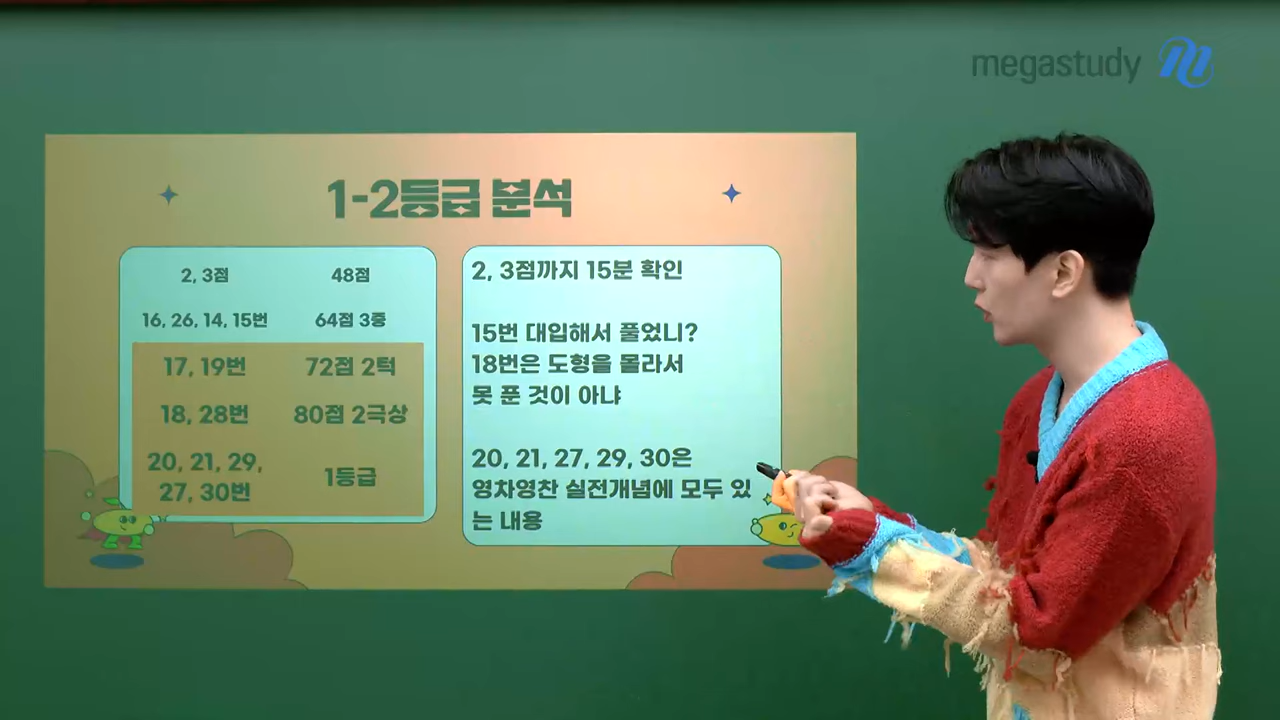 megastudy
1-2등급 분석
2, 3점 48점
16, 26, 14, 15번 64점 3중
17, 19번 72점 2턱
18, 28번 80점 2극상
20, 21, 29,
27, 30번 1등급
2, 3점까지 15분 확인
15번 대입해서 풀었니?
18번은 도형을 몰라서
못 푼 것이 아냐
20, 21, 27, 29, 30은
영차영찬 실전개념에 모두 있
는 내용